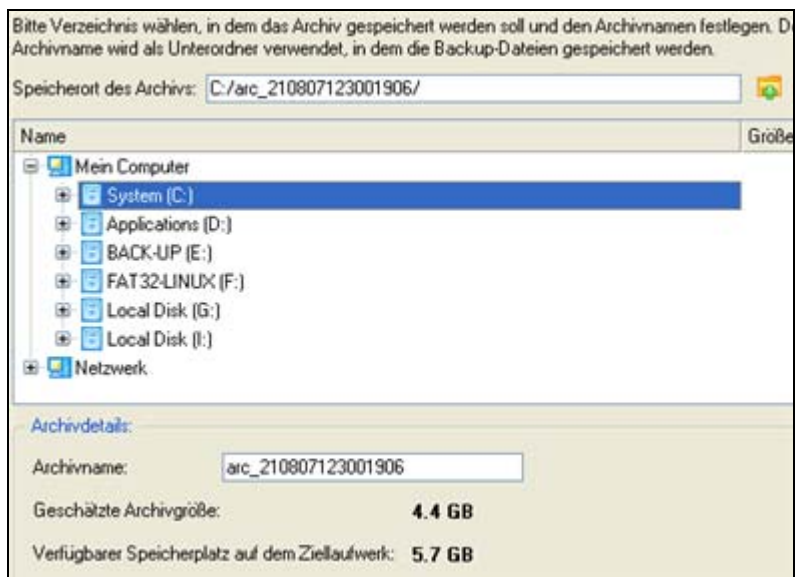 Bitte Verzeichnis wählen, in dem das Archiv gespeichert werden soll und den Archivnamen festlegen.
Archivname wird als Unterordner verwendet, in dem die Backup-Dateien gespeichert werden.
Speicherort des Archivs: C:/arc_210807123001906/
Name Größe
Mein Computer
System (C:)
Applications (D:)
BACK-UP (E:)
FAT32-LINUX (F:)
Local Disk (G:)
Local Disk (I:)
Netzwerk
Archivdetails:
Archivname: arc_210807123001906
Geschätzte Archivgröße: 4.4 GB
Verfügbarer Speicherplatz auf dem Ziellaufwerk: 5.7 GB